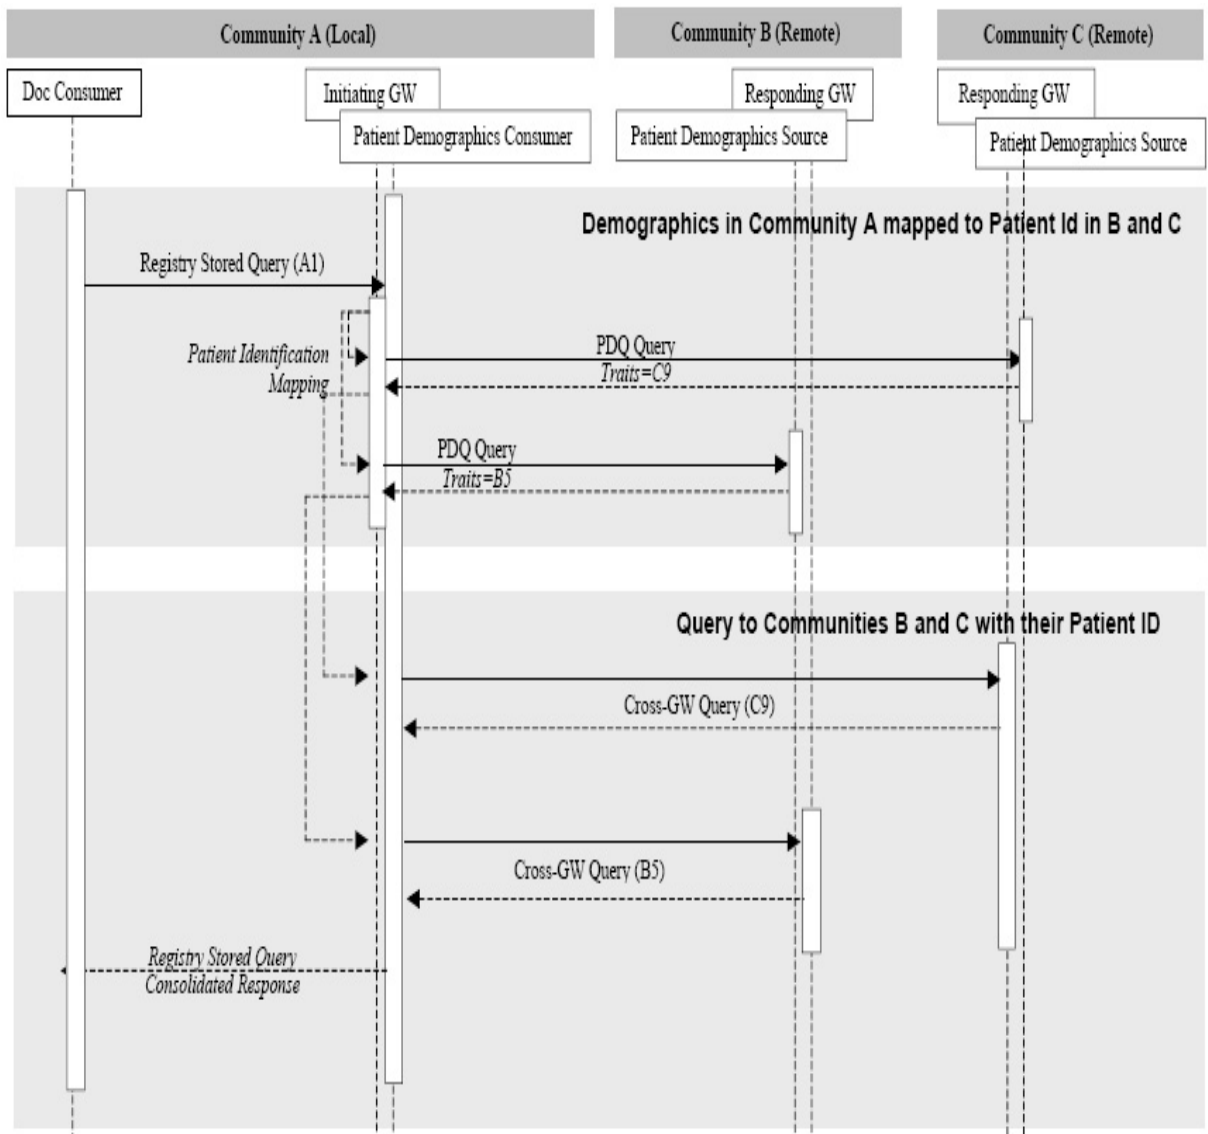 Community A (Local)
Community B (Remote)
Community C (Remote)
Doc Consumer
Initiating GW
Responding GW
Responding GW
Patient Demographics Consumer
Patient Demographics Source
Patient Demographics Source
Demographics in Community A mapped to Patient Id in B and C
Registry Stored Query (A1)
Patient Identification
Mapping
PDQ Query
Traits=C9
PDQ Query
Traits=B5
Query to Communities B and C with their Patient ID
Cross-GW Query (C9)
Cross-GW Query (B5)
Registry Stored Query
Consolidated Response